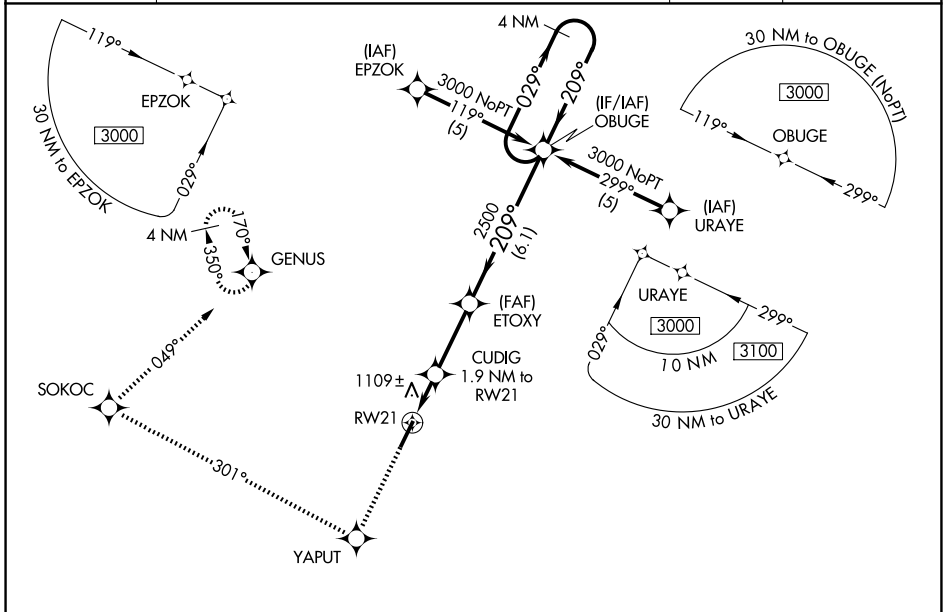 119°
EPZOK
3000
029°
30 NM to EPZOK
4 NM
170°
350°
GENUS
049°
SOKOC
301°
YAPUT
(IAF)
EPZOK
3000 NoPT
119°
(5)
4 NM
029°
209°
(IF/IAF)
OBUGE
3000 NoPT
299°
(5)
(IAF)
URAYE
2500
209°
(6.1)
(FAF)
ETOXY
CUDIG
1.9 NM to
RW21
1109±
RW21
30 NM to OBUGE (NoPT)
3000
119°
OBUGE
299°
URAYE
029°
299°
3000
10 NM
3100
30 NM to URAYE